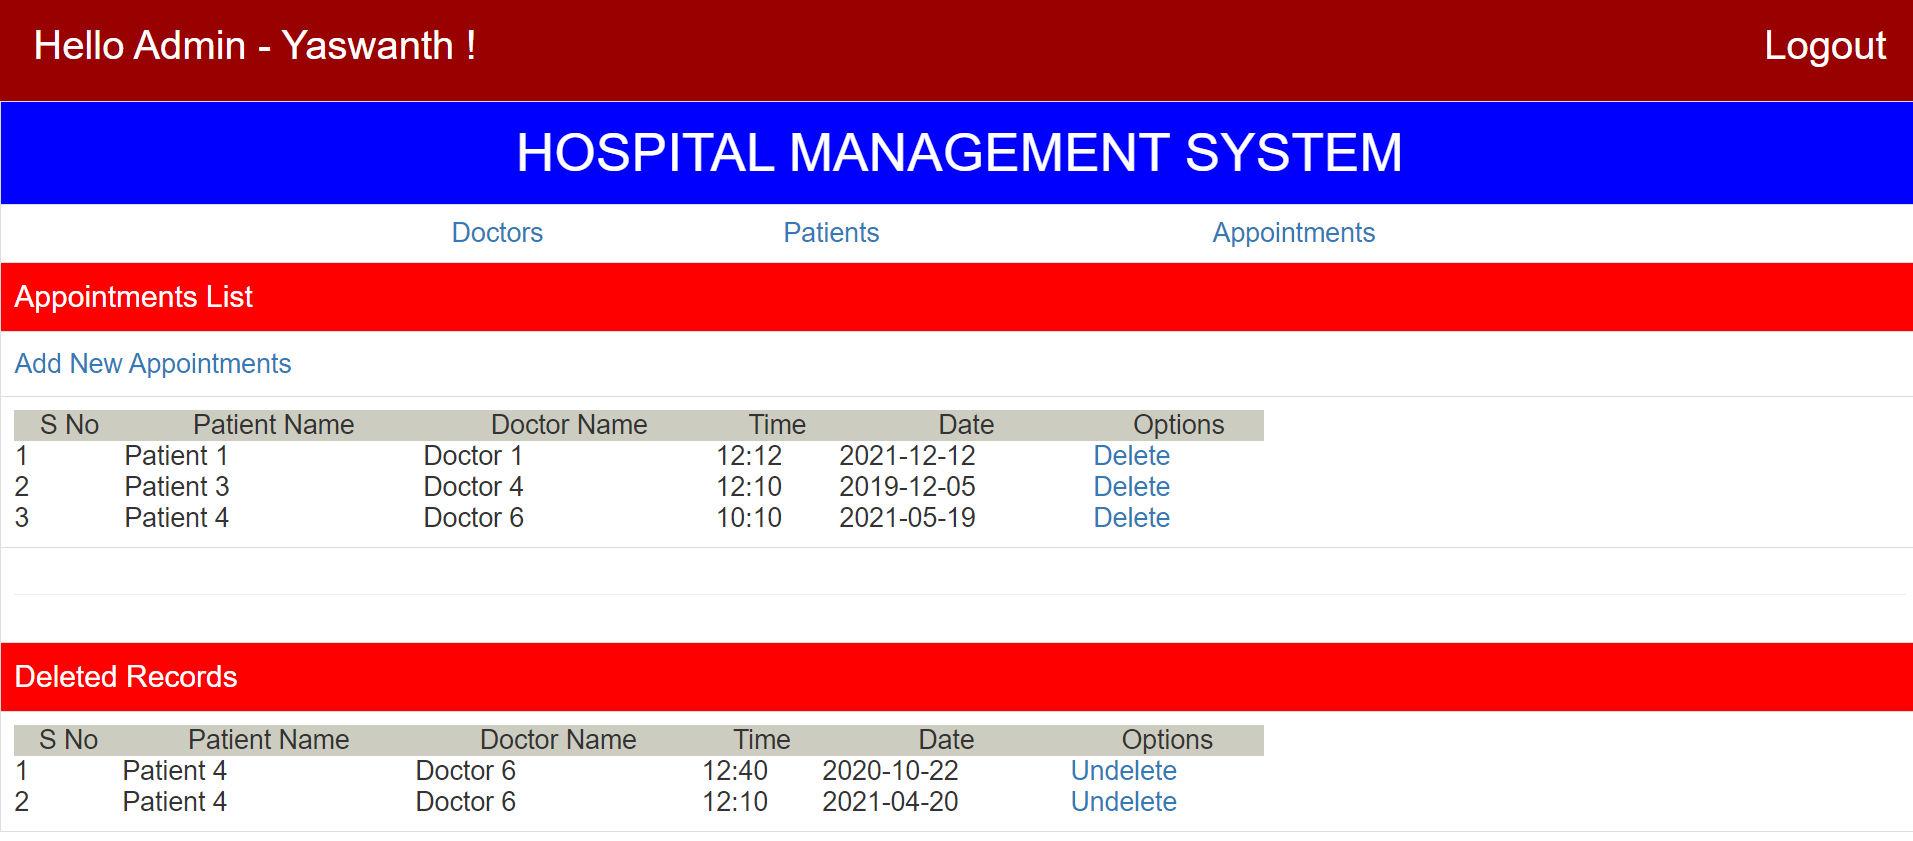 Hello Admin - Yaswanth ! Logout
HOSPITAL MANAGEMENT SYSTEM
Doctors Patients Appointments
Appointments List
Add New Appointments
S No Patient Name Doctor Name Time Date Options
1 Patient 1 Doctor 1 12:12 2021-12-12 Delete
2 Patient 3 Doctor 4 12:10 2019-12-05 Delete
3 Patient 4 Doctor 6 10:10 2021-05-19 Delete
Deleted Records
S No Patient Name Doctor Name Time Date Options
1 Patient 4 Doctor 6 12:40 2020-10-22 Undelete
2 Patient 4 Doctor 6 12:10 2021-04-20 Undelete